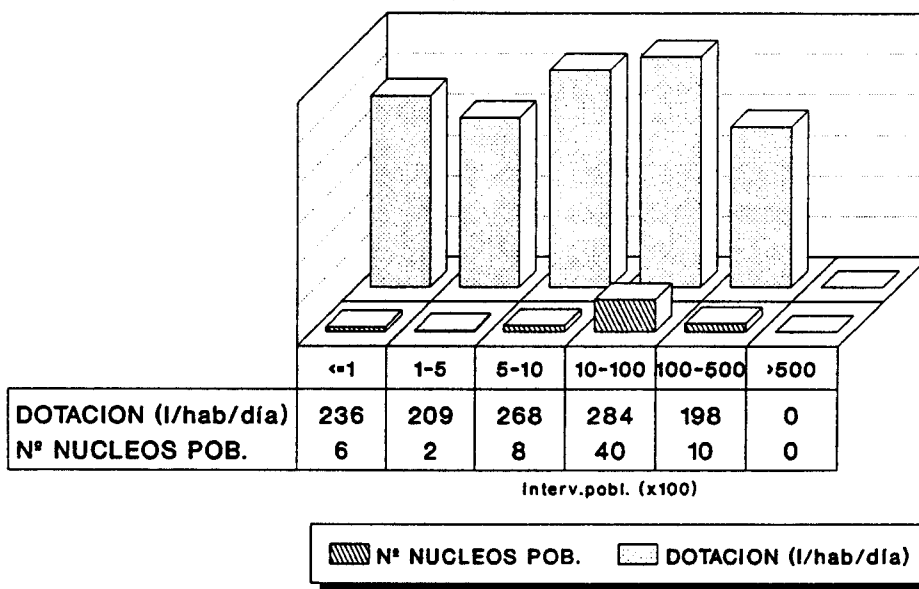 <=1 1-5 5-10 10-100 100-500 >500
DOTACION (l/hab/día) 236 209 268 284 198 0
Nº NUCLEOS POB. 6 2 8 40 10 0
Interv.pobl. (x100)
Nº NUCLEOS POB. DOTACION (l/hab/día)